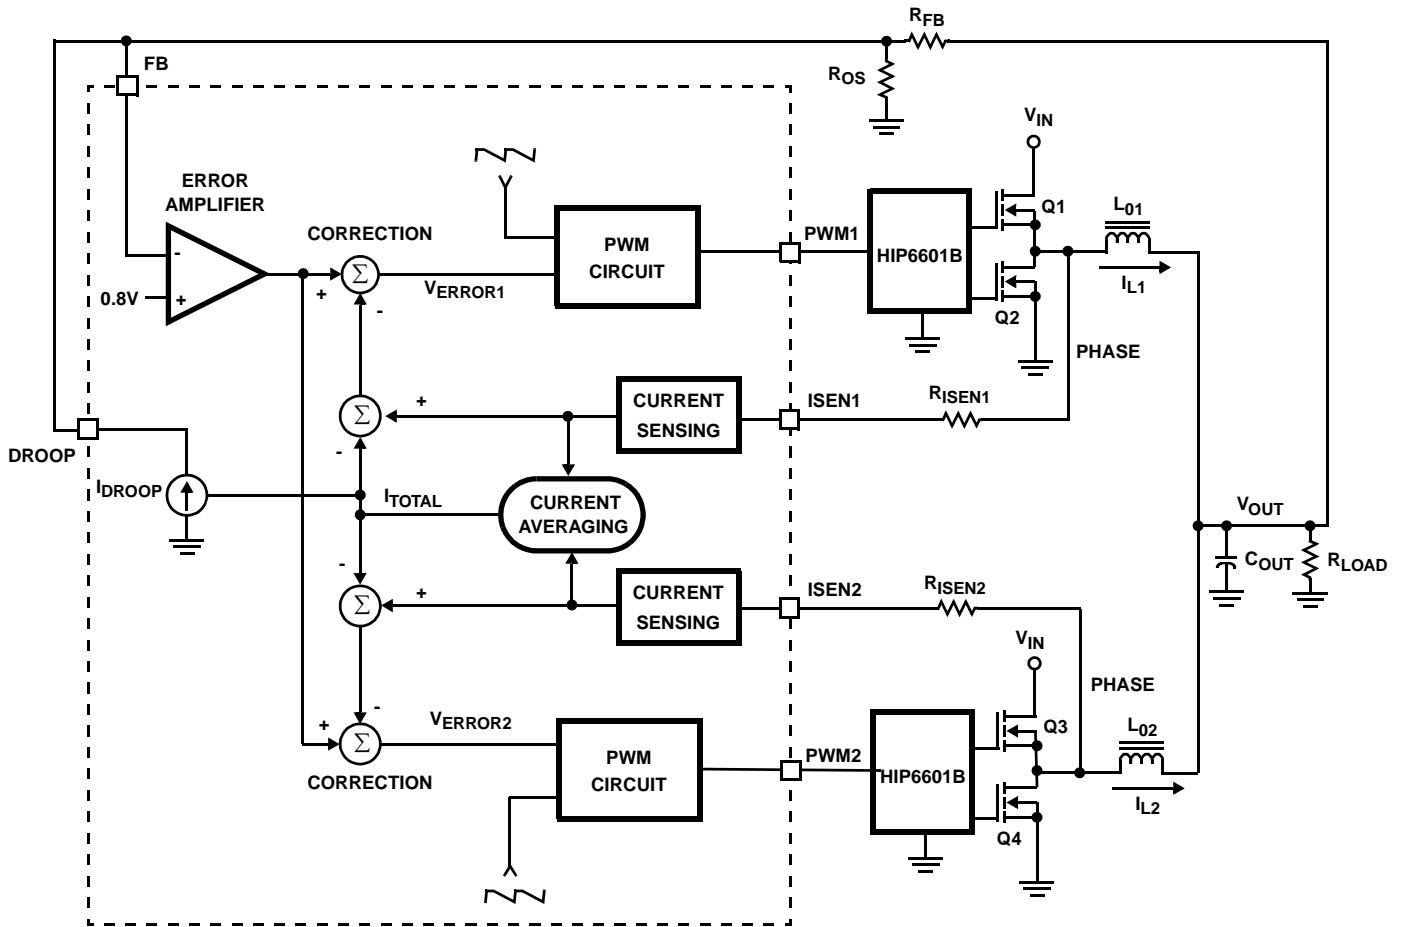 RFB
FB
ROS
VIN
ERROR
AMPLIFIER
L01
Q1
CORRECTION
PWM1
PWM
CIRCUIT
HIP6601B
-
Σ
0.8V
+
+
VERROR1
IL1
-
Q2
PHASE
CURRENT
SENSING
ISEN1
RISEN1
+
Σ
DROOP
-
IDROOP
ITOTAL
CURRENT
AVERAGING
VOUT
COUT
RLOAD
-
+
Σ
CURRENT
SENSING
ISEN2
RISEN2
VIN
PHASE
-
VERROR2
+
Σ
Q3
L02
CORRECTION
PWM
CIRCUIT
PWM2
HIP6601B
IL2
Q4